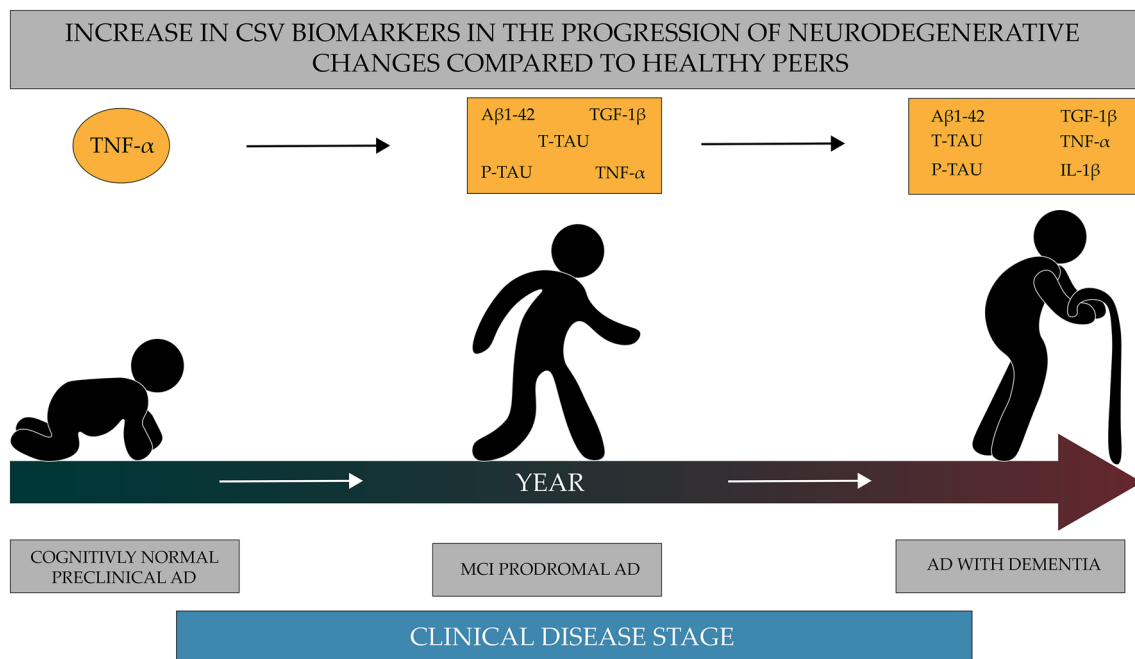 INCREASE IN CSV BIOMARKERS IN THE PROGRESSION OF NEURODEGENERATIVE
CHANGES COMPARED TO HEALTHY PEERS
TNF-α
Aβ1-42 TGF-1β
T-TAU
P-TAU TNF-α
Aβ1-42 TGF-1β
T-TAU TNF-α
P-TAU IL-1β
YEAR
COGNITIVLY NORMAL
PRECLINICAL AD
MCI PRODROMAL AD
AD WITH DEMENTIA
CLINICAL DISEASE STAGE